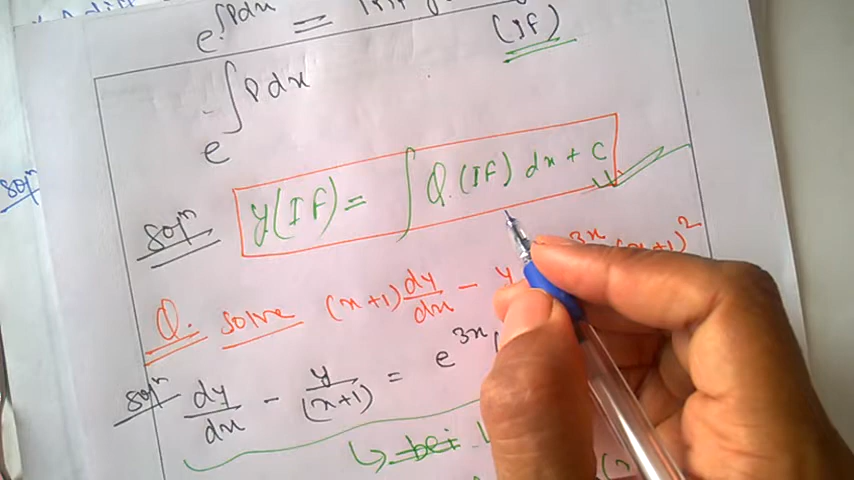 e^∫Pdx =
(IF)
e^∫Pdx
Solⁿ y(IF) = ∫Q.(IF) dx + C
Q. Solve (x+1) dy/dx - y e^3x (x+1)²
Solⁿ dy/dx - y/(x+1) = e^3x
↳